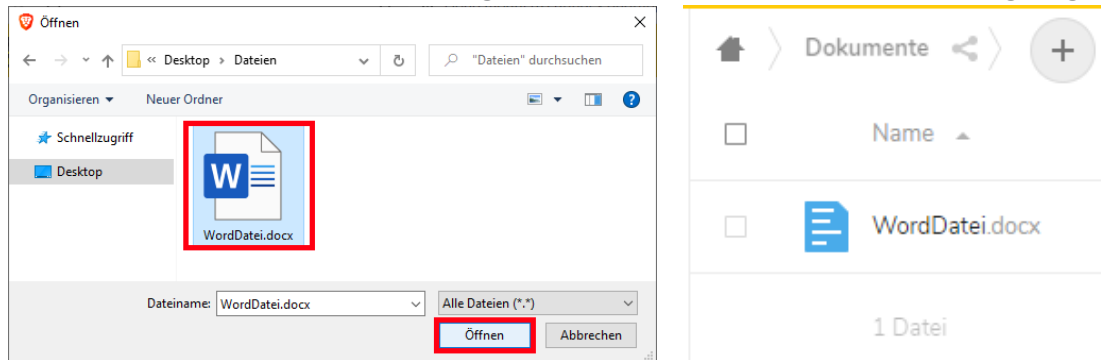 Öffnen
« Desktop › Dateien
"Dateien" durchsuchen
Organisieren
Neuer Ordner
Schnellzugriff
Desktop
W
WordDatei.docx
Dateiname: WordDatei.docx
Alle Dateien (*.*)
Öffnen
Abbrechen
Dokumente
Name
WordDatei.docx
1 Datei